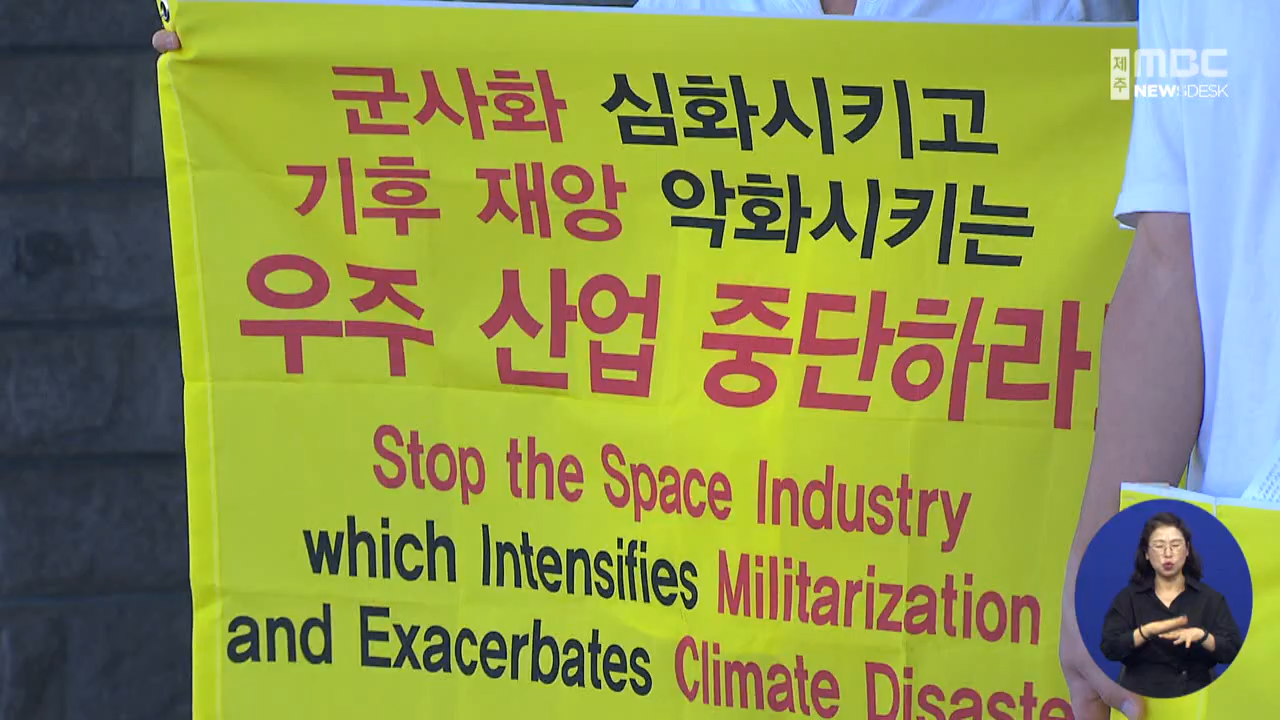 제주 MBC
NEWSDESK
군사화 심화시키고
기후 재앙 악화시키는
우주 산업 중단하라!
Stop the Space Industry
which Intensifies Militarization
and Exacerbates Climate Disaste